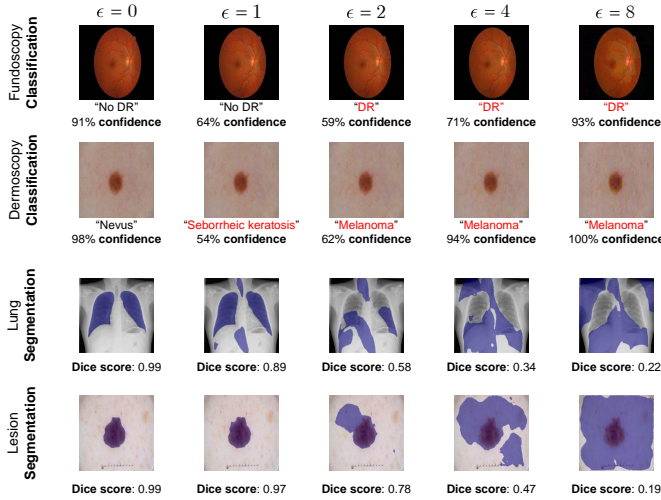 ϵ = 0 ϵ = 1 ϵ = 2 ϵ = 4 ϵ = 8
Fundoscopy
Classification
“No DR” “No DR” “DR” “DR” “DR”
91% confidence 64% confidence 59% confidence 71% confidence 93% confidence
Dermoscopy
Classification
“Nevus” “Seborrheic keratosis” “Melanoma” “Melanoma” “Melanoma”
98% confidence 54% confidence 62% confidence 94% confidence 100% confidence
Lung
Segmentation
Dice score: 0.99 Dice score: 0.89 Dice score: 0.58 Dice score: 0.34 Dice score: 0.22
Lesion
Segmentation
Dice score: 0.99 Dice score: 0.97 Dice score: 0.78 Dice score: 0.47 Dice score: 0.19